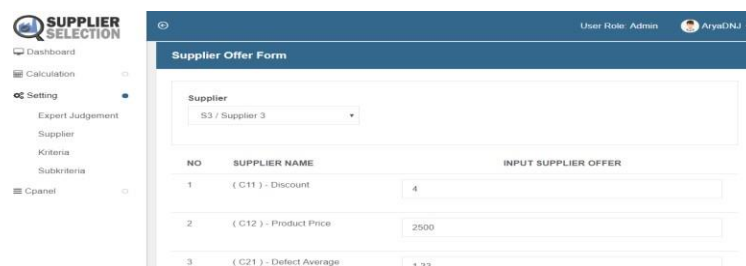 SUPPLIER
SELECTION
User Role: Admin
AryaDNJ
Dashboard
Calculation
Setting
Expert Judgement
Supplier
Kriteria
Subkriteria
Cpanel
Supplier Offer Form
Supplier
S3 / Supplier 3
NO SUPPLIER NAME INPUT SUPPLIER OFFER
1 ( C11 ) - Discount 4
2 ( C12 ) - Product Price 2500
3 ( C21 ) - Defect Average 1.33